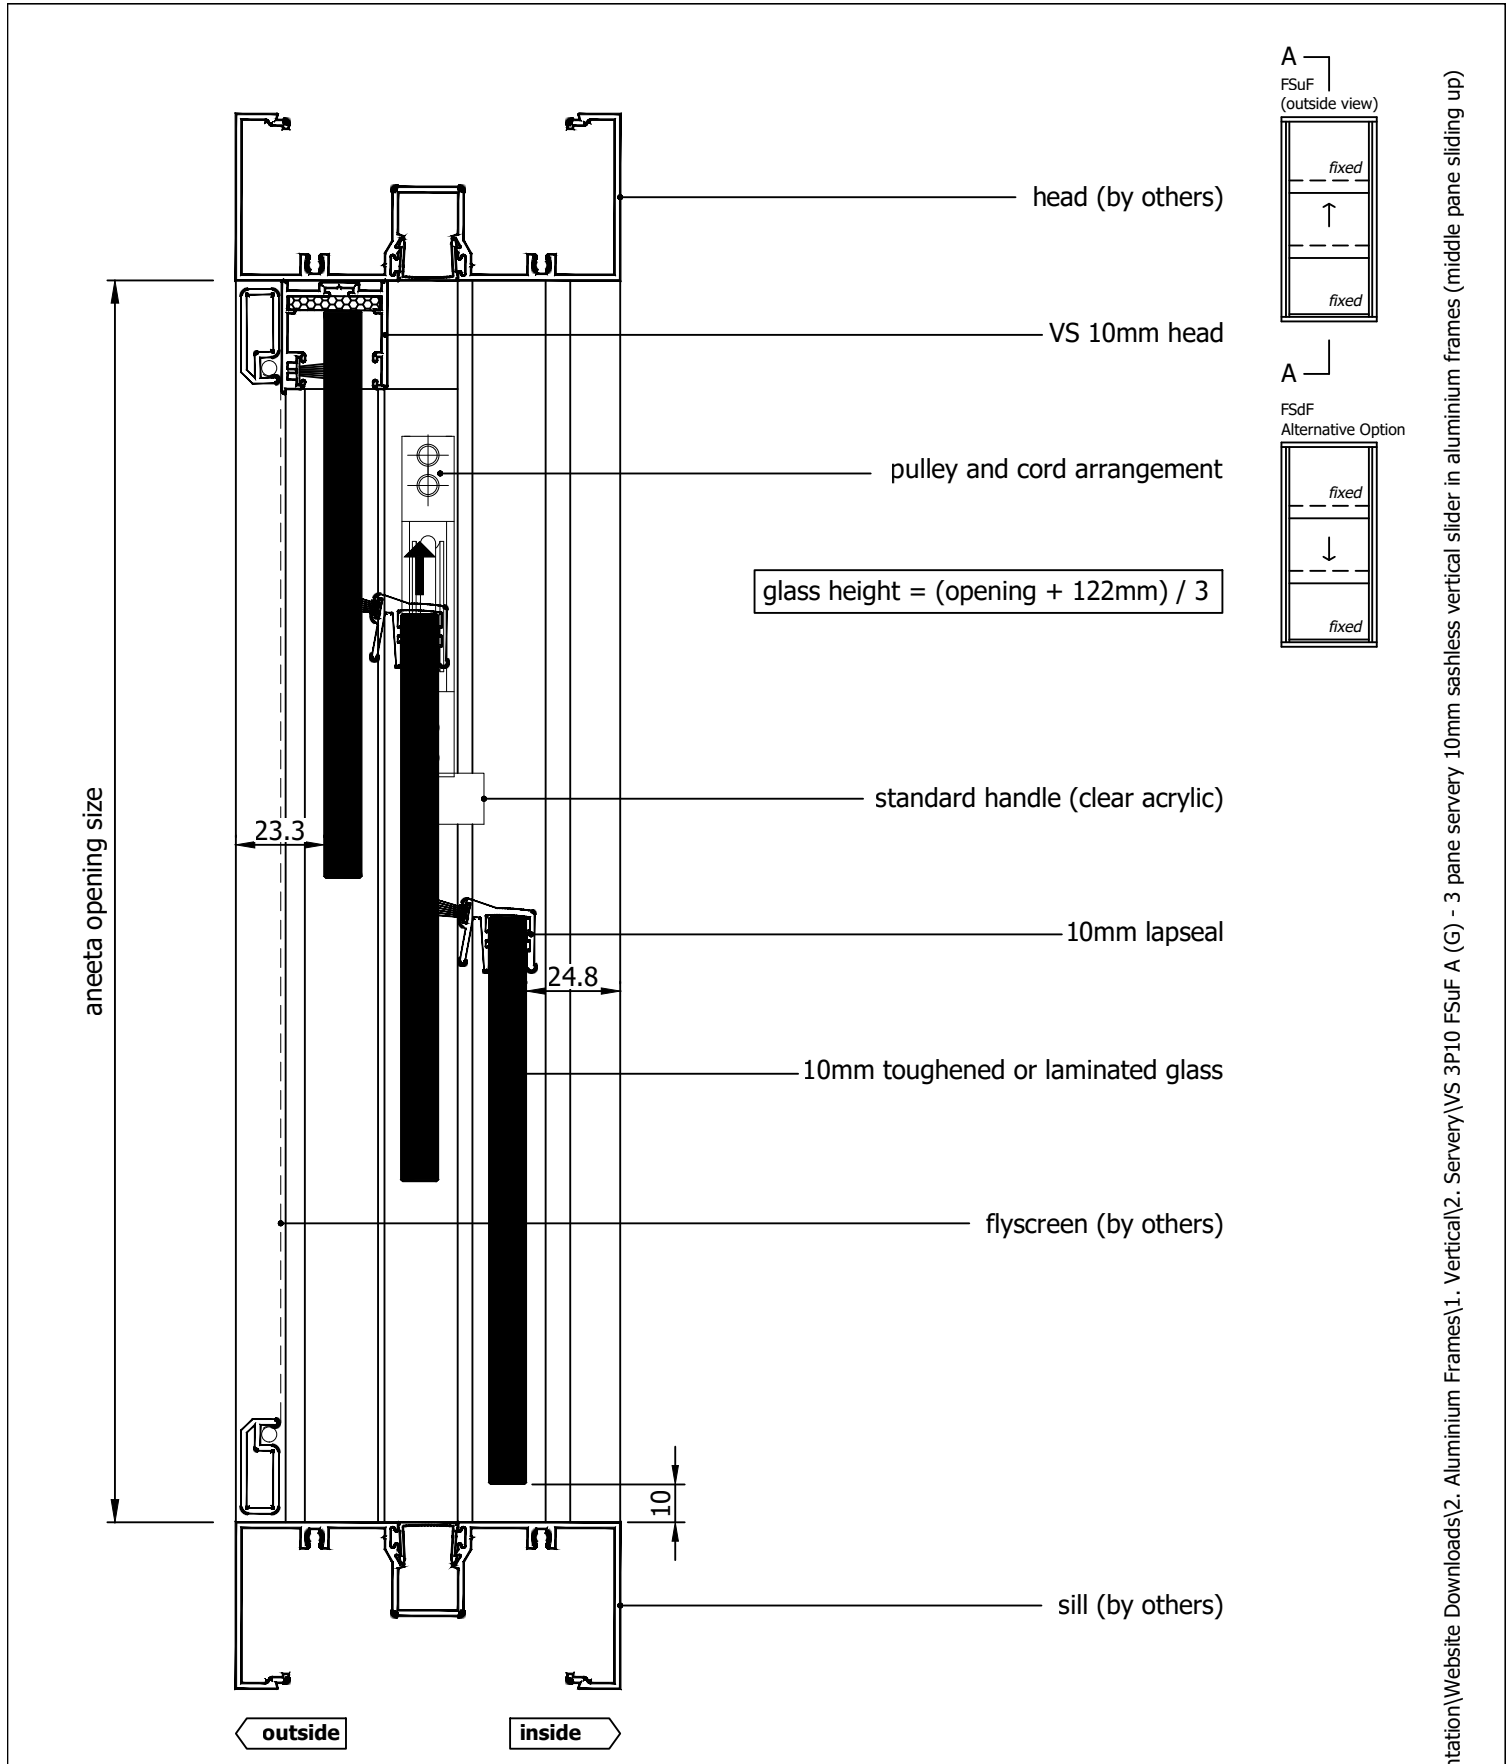 A
FSuF
(outside view)
fixed
fixed
A
FSdF
Alternative Option
fixed
fixed
head (by others)
VS 10mm head
pulley and cord arrangement
glass height = (opening + 122mm) / 3
standard handle (clear acrylic)
23.3
aneeta opening size
10mm lapseal
24.8
10mm toughened or laminated glass
flyscreen (by others)
10
sill (by others)
outside
inside
\Website Downloads\2. Aluminium Frames\1. Vertical\2. Servery\VS 3P10 FSuF A (G) - 3 pane servery 10mm sashless vertical slider in aluminium frames (middle pane sliding up)